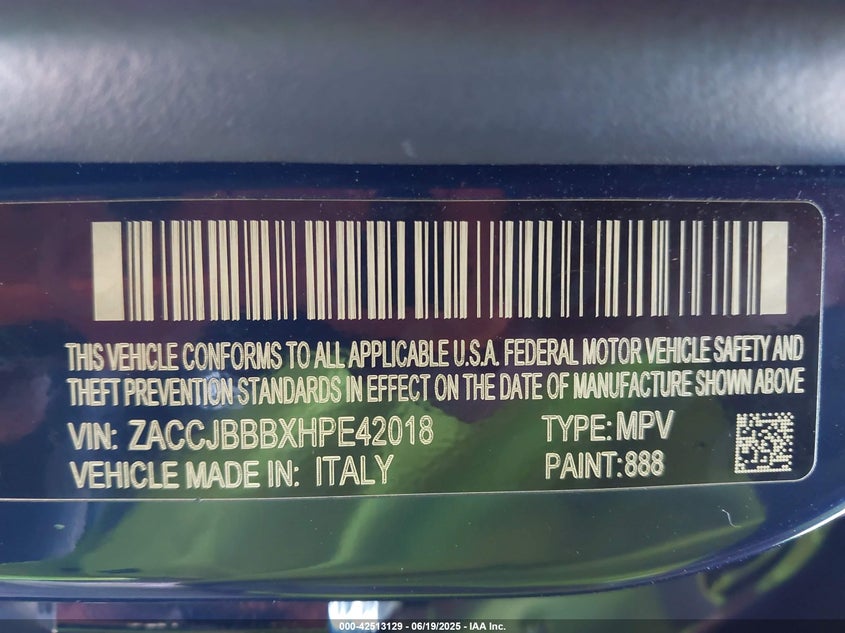 THIS VEHICLE CONFORMS TO ALL APPLICABLE U.S.A. FEDERAL MOTOR VEHICLE SAFETY AND
THEFT PREVENTION STANDARDS IN EFFECT ON THE DATE OF MANUFACTURE SHOWN ABOVE
VIN: ZACCJBBBXHPE42018 TYPE: MPV
VEHICLE MADE IN: ITALY PAINT: 888
000-42513129 - 06/19/2025 - IAA Inc.